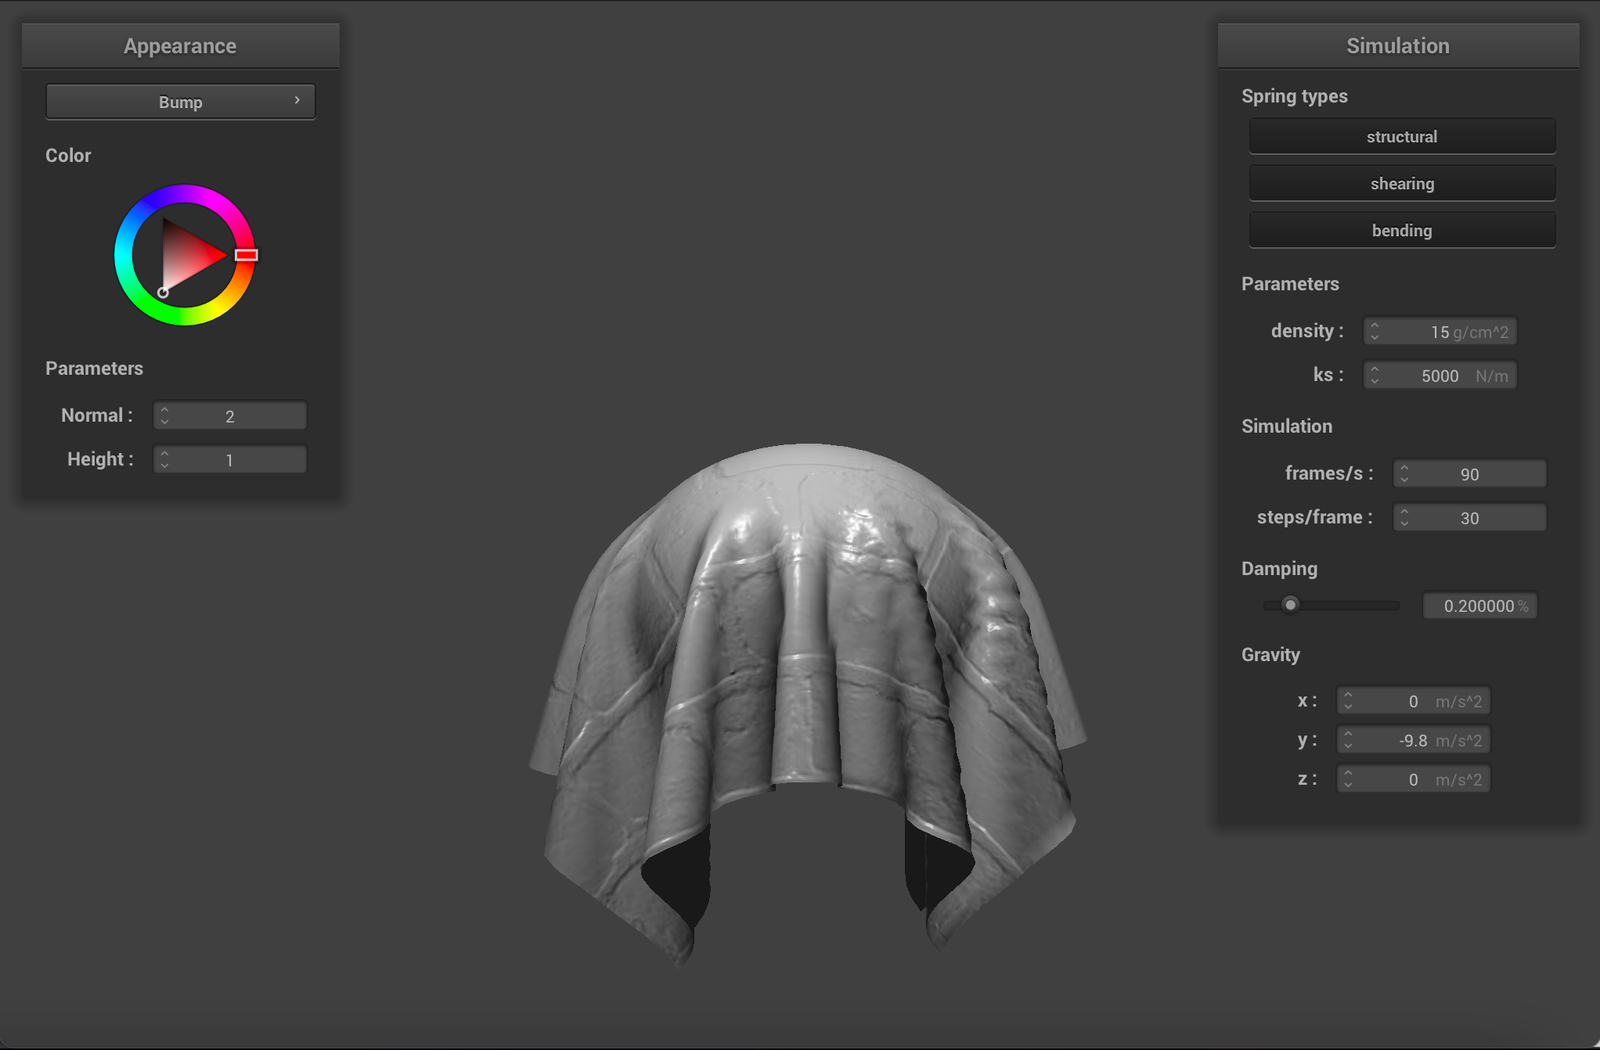 Appearance
Bump
Color
Parameters
Normal : 2
Height : 1
Simulation
Spring types
structural
shearing
bending
Parameters
density : 15 g/cm^2
ks : 5000 N/m
Simulation
frames/s : 90
steps/frame : 30
Damping
0.200000 %
Gravity
x : 0 m/s^2
y : -9.8 m/s^2
z : 0 m/s^2